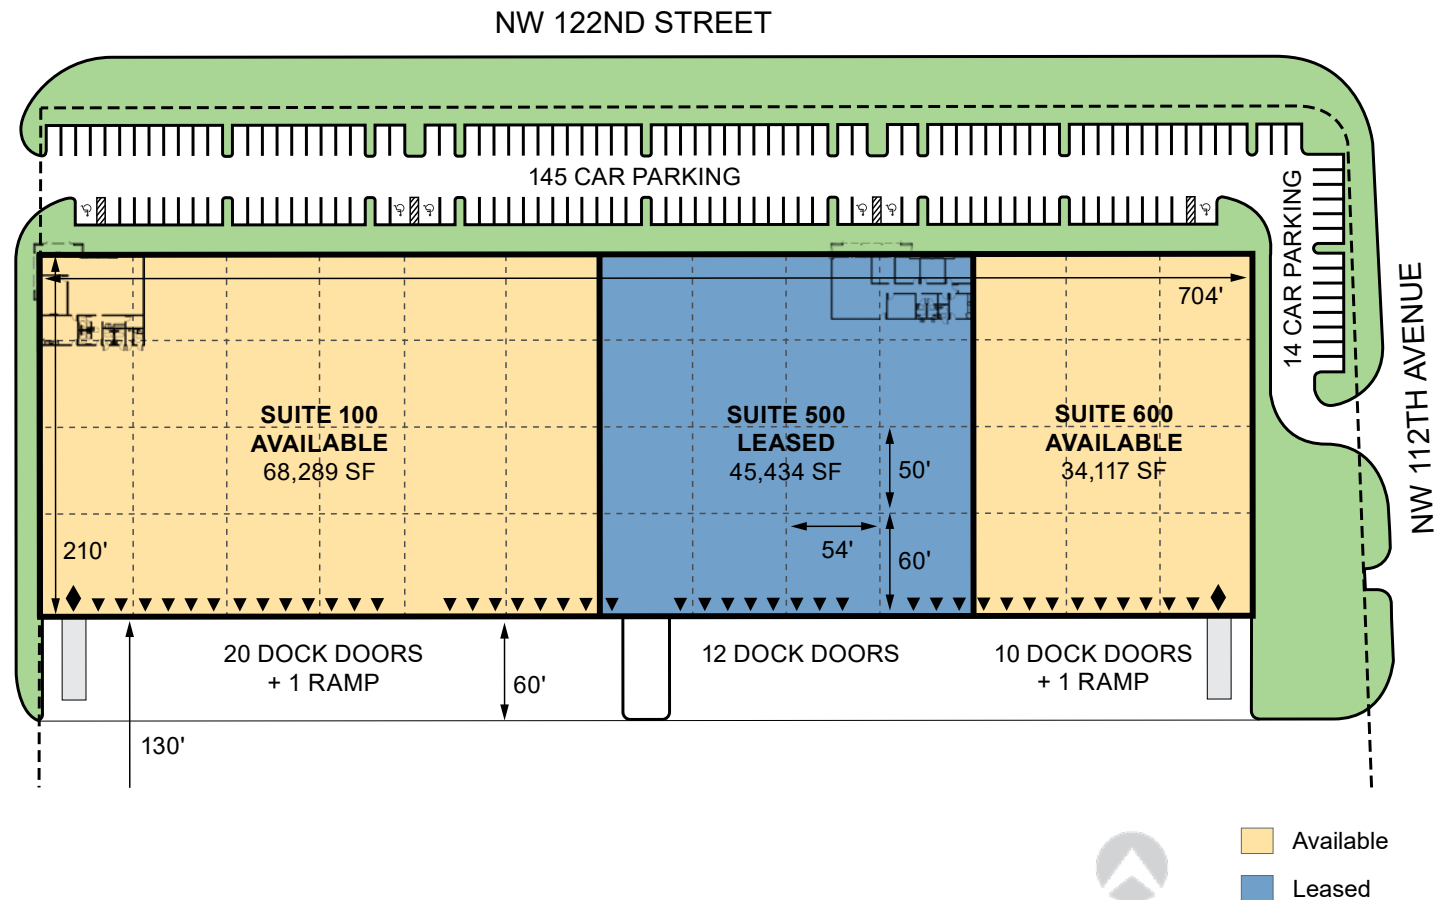 NW 122ND STREET
145 CAR PARKING
14 CAR PARKING
NW 112TH AVENUE
704'
SUITE 100
AVAILABLE
68,289 SF
SUITE 500
LEASED
45,434 SF
SUITE 600
AVAILABLE
34,117 SF
50'
54'
60'
210'
20 DOCK DOORS
+ 1 RAMP
60'
12 DOCK DOORS
10 DOCK DOORS
+ 1 RAMP
130'
Available
Leased